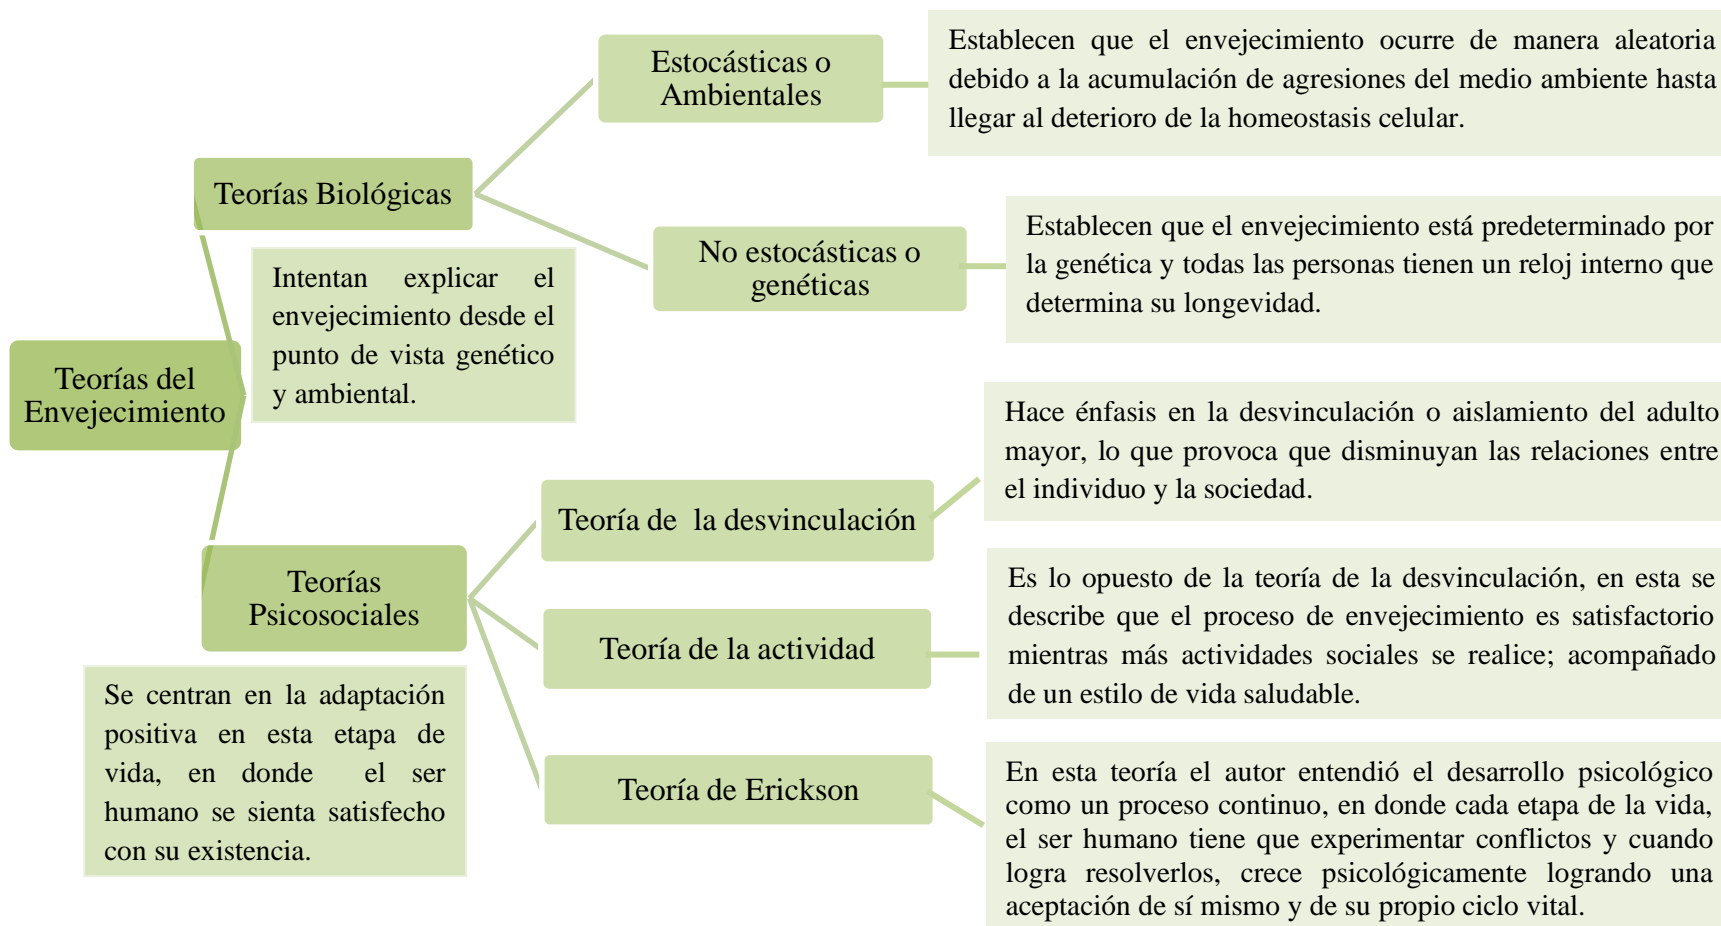 Teorías del
Envejecimiento
Teorías Biológicas
Intentan explicar el
envejecimiento desde el
punto de vista genético
y ambiental.
Estocásticas o
Ambientales
Establecen que el envejecimiento ocurre de manera aleatoria
debido a la acumulación de agresiones del medio ambiente hasta
llegar al deterioro de la homeostasis celular.
No estocásticas o
genéticas
Establecen que el envejecimiento está predeterminado por
la genética y todas las personas tienen un reloj interno que
determina su longevidad.
Teorías
Psicosociales
Se centran en la adaptación
positiva en esta etapa de
vida, en donde el ser
humano se sienta satisfecho
con su existencia.
Teoría de la desvinculación
Hace énfasis en la desvinculación o aislamiento del adulto
mayor, lo que provoca que disminuyan las relaciones entre
el individuo y la sociedad.
Teoría de la actividad
Es lo opuesto de la teoría de la desvinculación, en esta se
describe que el proceso de envejecimiento es satisfactorio
mientras más actividades sociales se realice; acompañado
de un estilo de vida saludable.
Teoría de Erickson
En esta teoría el autor entendió el desarrollo psicológico
como un proceso continuo, en donde cada etapa de la vida,
el ser humano tiene que experimentar conflictos y cuando
logra resolverlos, crece psicológicamente logrando una
aceptación de sí mismo y de su propio ciclo vital.